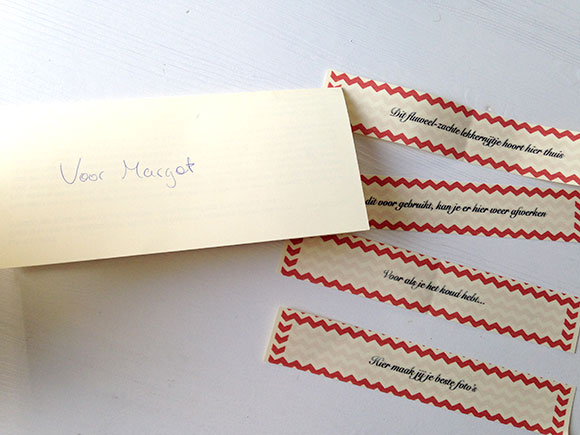 Voor Margot
Dit fluweel-zachte lekkernijtje hoort hier thuis
dit voor gebruikt, kan je er hier weer afwerken
Voor als je het koud hebt...
Hier maak jij je beste foto's